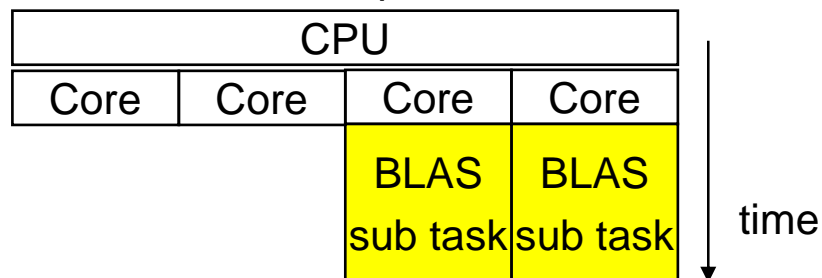 CPU
Core Core Core Core
BLAS BLAS
sub task sub task
time